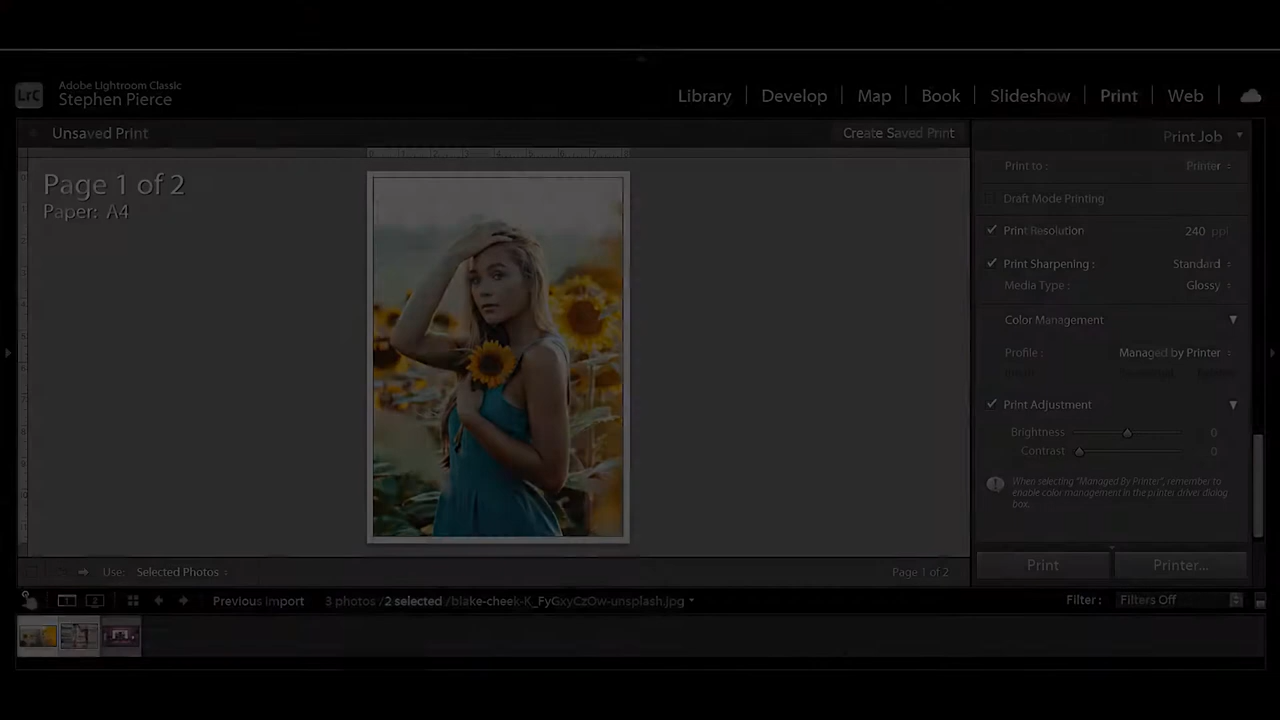 LrC
Adobe Lightroom Classic
Stephen Pierce
Library | Develop | Map | Book | Slideshow | Print | Web |
Unsaved Print
Create Saved Print
Print Job
Page 1 of 2
Paper: A4
Print to : Printer
Draft Mode Printing
Print Resolution 240 ppi
Print Sharpening : Standard
Media Type : Glossy
Color Management
Profile : Managed by Printer
Print Adjustment
Brightness 0
Contrast 0
When selecting "Managed By Printer", remember to
enable color management in the printer driver dialog
box.
Print
Printer...
Use: Selected Photos
Page 1 of 2
1 2 Previous Import 3 photos /2 selected /blake-cheek-K_FyGxyCzOw-unsplash.jpg
Filter : Filters Off